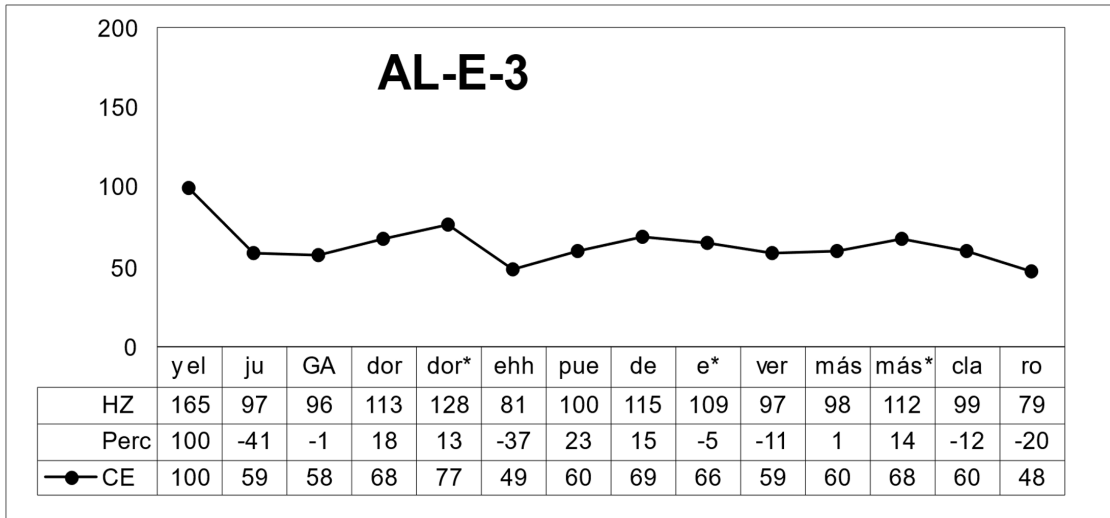 AL-E-3
200
150
100
50
0
yel ju GA dor dor* ehh pue de e* ver más más* cla ro
HZ 165 97 96 113 128 81 100 115 109 97 98 112 99 79
Perc 100 -41 -1 18 13 -37 23 15 -5 -11 1 14 -12 -20
CE 100 59 58 68 77 49 60 69 66 59 60 68 60 48